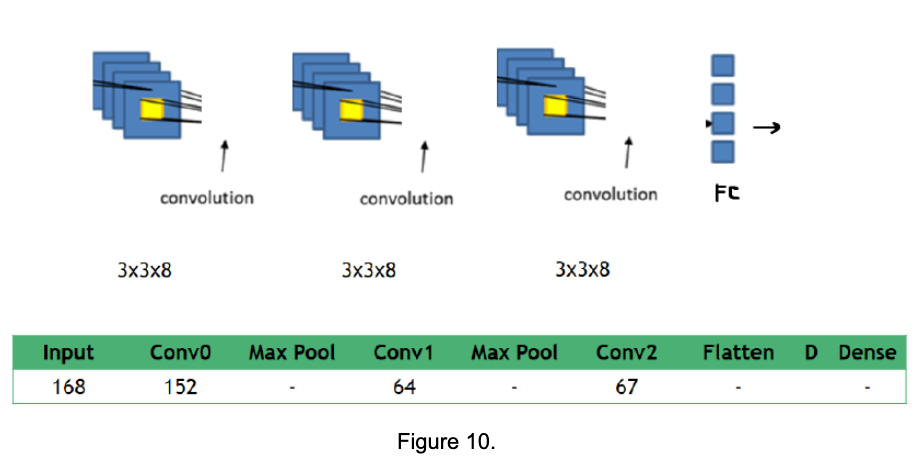 convolution convolution convolution FC
3x3x8 3x3x8 3x3x8
Input Conv0 Max Pool Conv1 Max Pool Conv2 Flatten D Dense
168 152 - 64 - 67 - -
Figure 10.